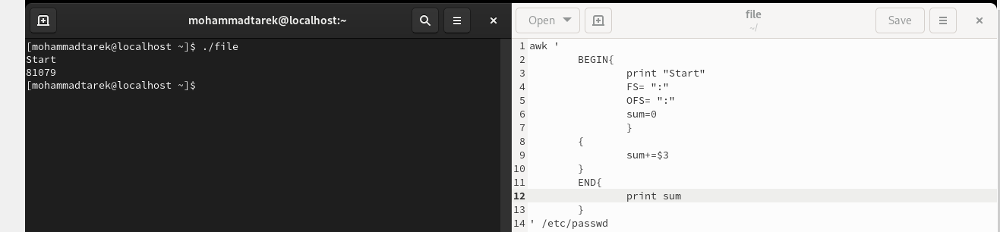 mohammadtarek@localhost:~
[mohammadtarek@localhost ~]$ ./file
Start
81079
[mohammadtarek@localhost ~]$
Open
file
~/
Save
1 awk '
2 BEGIN{
3 print "Start"
4 FS= ":"
5 OFS= ":"
6 sum=0
7 }
8 {
9 sum+=$3
10 }
11 END{
12 print sum
13 }
14 ' /etc/passwd